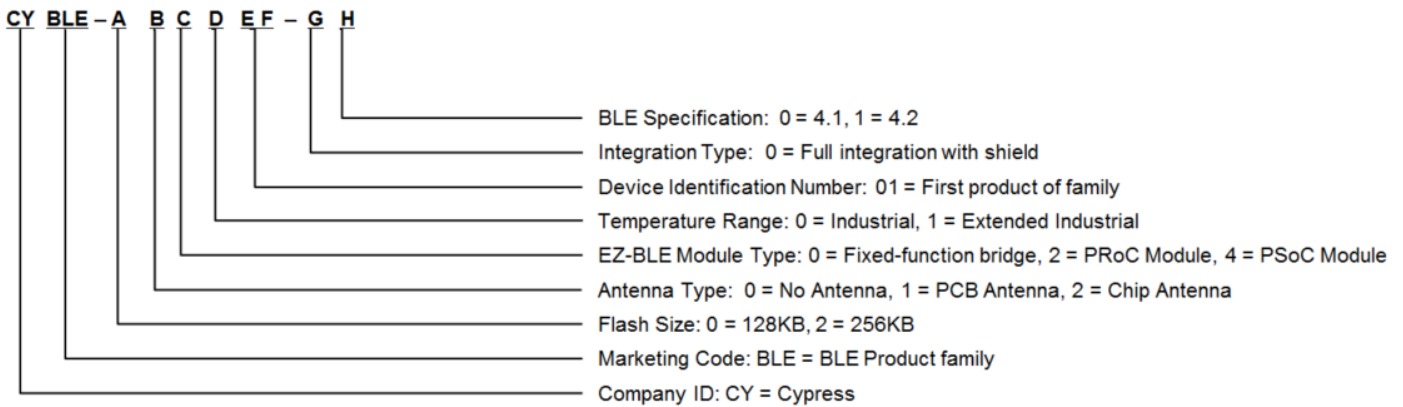 CY BLE – A B C D E F – G H
BLE Specification: 0 = 4.1, 1 = 4.2
Integration Type: 0 = Full integration with shield
Device Identification Number: 01 = First product of family
Temperature Range: 0 = Industrial, 1 = Extended Industrial
EZ-BLE Module Type: 0 = Fixed-function bridge, 2 = PRoC Module, 4 = PSoC Module
Antenna Type: 0 = No Antenna, 1 = PCB Antenna, 2 = Chip Antenna
Flash Size: 0 = 128KB, 2 = 256KB
Marketing Code: BLE = BLE Product family
Company ID: CY = Cypress